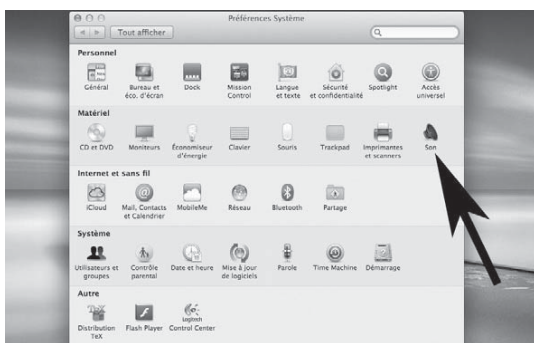 Préférences Système
Tout afficher
Personnel
Général
Bureau et
éco. d'écran
Dock
Mission
Control
Langue
et texte
Sécurité
et confidentialité
Spotlight
Accès
universel
Matériel
CD et DVD
Moniteurs
Économiseur
d'énergie
Clavier
Souris
Trackpad
Imprimantes
et scanners
Son
Internet et sans fil
iCloud
Mail, Contacts
et Calendrier
MobileMe
Réseau
Bluetooth
Partage
Système
Utilisateurs et
groupes
Contrôle
parental
Date et heure
Mise à jour
de logiciels
Parole
Time Machine
Démarrage
Autre
Distribution
TeX
Flash Player
Logitech
Control Center